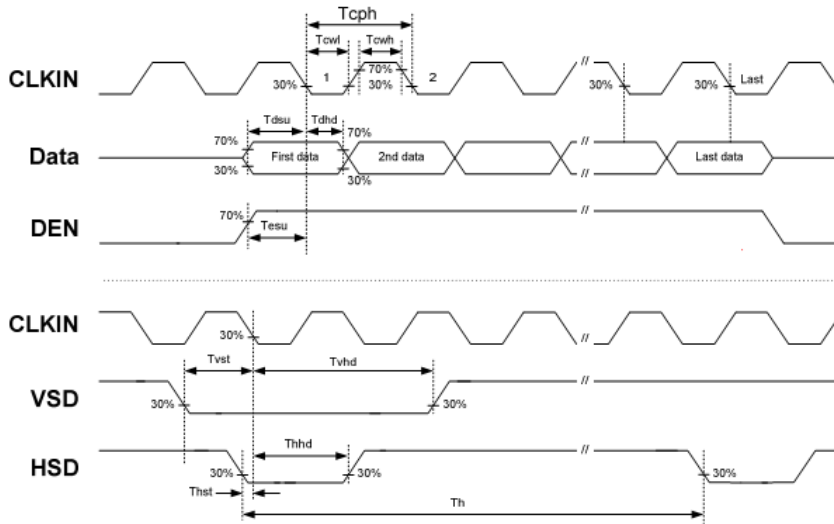 Tcph
Tcwl Tcwh
CLKIN 30% 1 70% 30% 2 // 30% 30% Last
Tdsu Tdhd
70% 70%
Data First data 2nd data // Last data
30% 30%
DEN 70% Tesu //
CLKIN 30% //
Tvst Tvhd
VSD 30% 30% //
HSD 30% Thhd 30% // 30%
Thst
Th